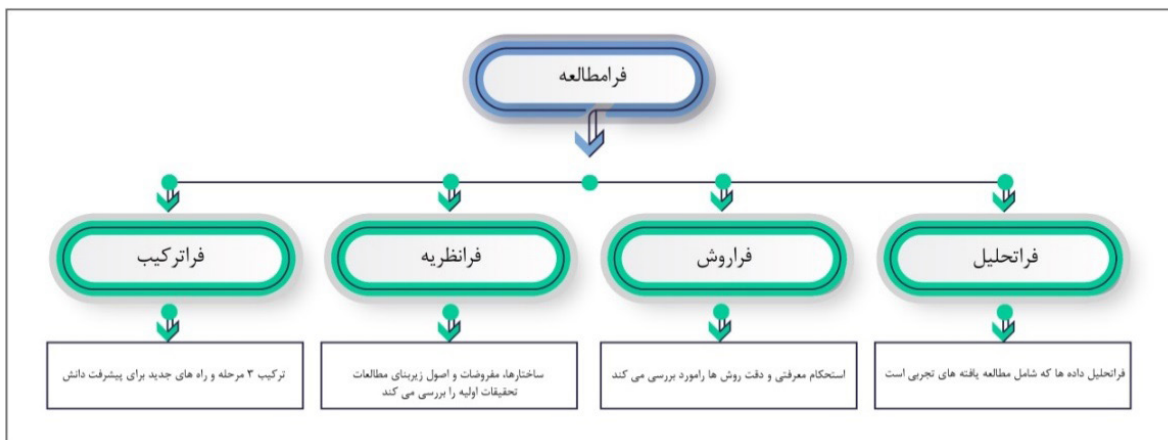 فرامطالعه
فراتحلیل
فراروش
فرانظریه
فراترکیب
فراتحلیل داده ها که شامل مطالعه یافته های تجربی است
استحکام معرفتی و دقت روش ها رامورد بررسی می کند
ساختارها، مفروضات و اصول زیربنای مطالعات
تحقیقات اولیه را بررسی می کند
ترکیب ۳ مرحله و راه های جدید برای پیشرفت دانش